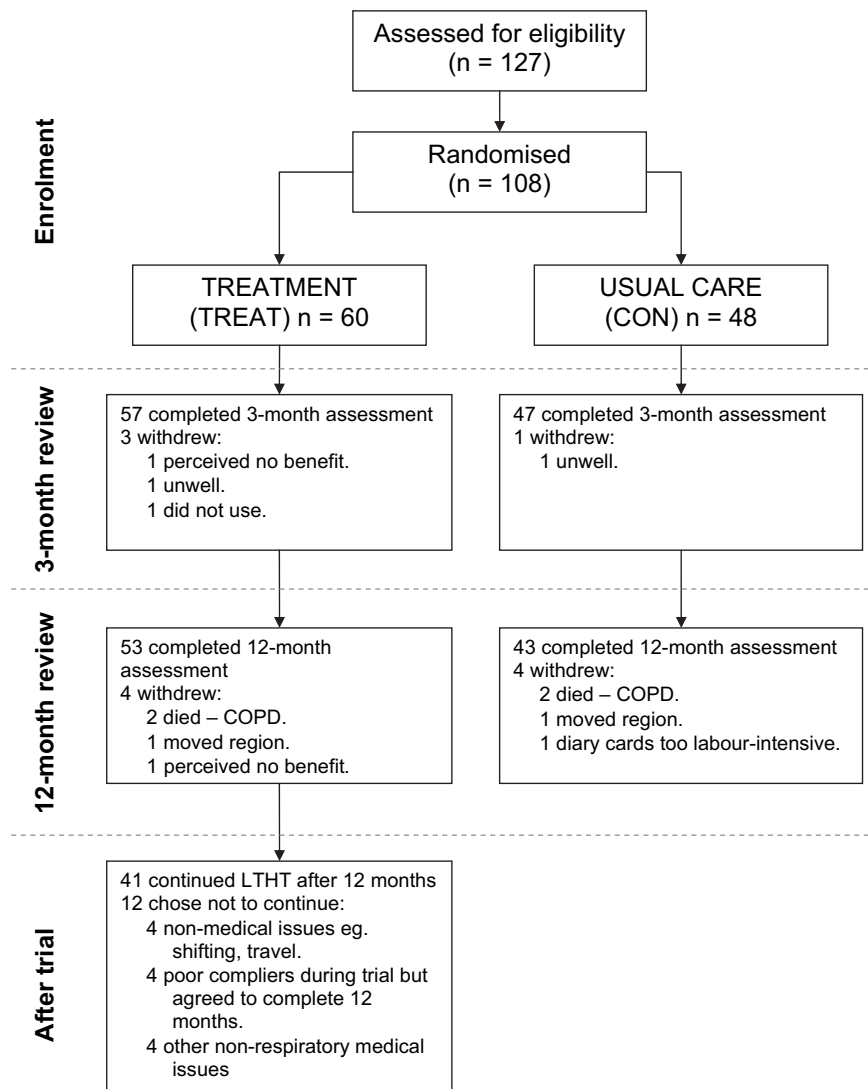 Assessed for eligibility
(n = 127)
Enrolment
Randomised
(n = 108)
TREATMENT
(TREAT) n = 60
USUAL CARE
(CON) n = 48
3-month review
57 completed 3-month assessment
3 withdrew:
1 perceived no benefit.
1 unwell.
1 did not use.
47 completed 3-month assessment
1 withdrew:
1 unwell.
12-month review
53 completed 12-month
assessment
4 withdrew:
2 died – COPD.
1 moved region.
1 perceived no benefit.
43 completed 12-month assessment
4 withdrew:
2 died – COPD.
1 moved region.
1 diary cards too labour-intensive.
After trial
41 continued LTHT after 12 months
12 chose not to continue:
4 non-medical issues eg.
shifting, travel.
4 poor compliers during trial but
agreed to complete 12
months.
4 other non-respiratory medical
issues